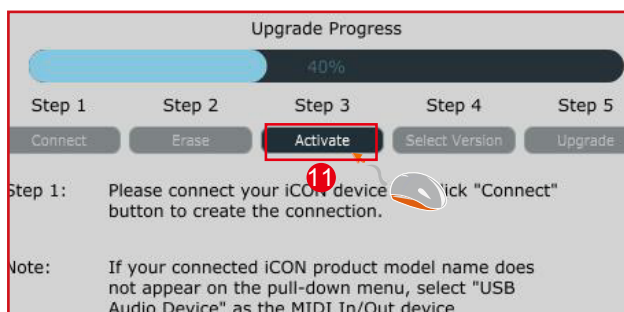 Upgrade Progress
40%
Step 1 Step 2 Step 3 Step 4 Step 5
Connect Erase Activate Select Version Upgrade
11
Step 1: Please connect your iCON device ick "Connect"
button to create the connection.
Note: If your connected iCON product model name does
not appear on the pull-down menu, select "USB
Audio Device" as the MIDI In/Out device